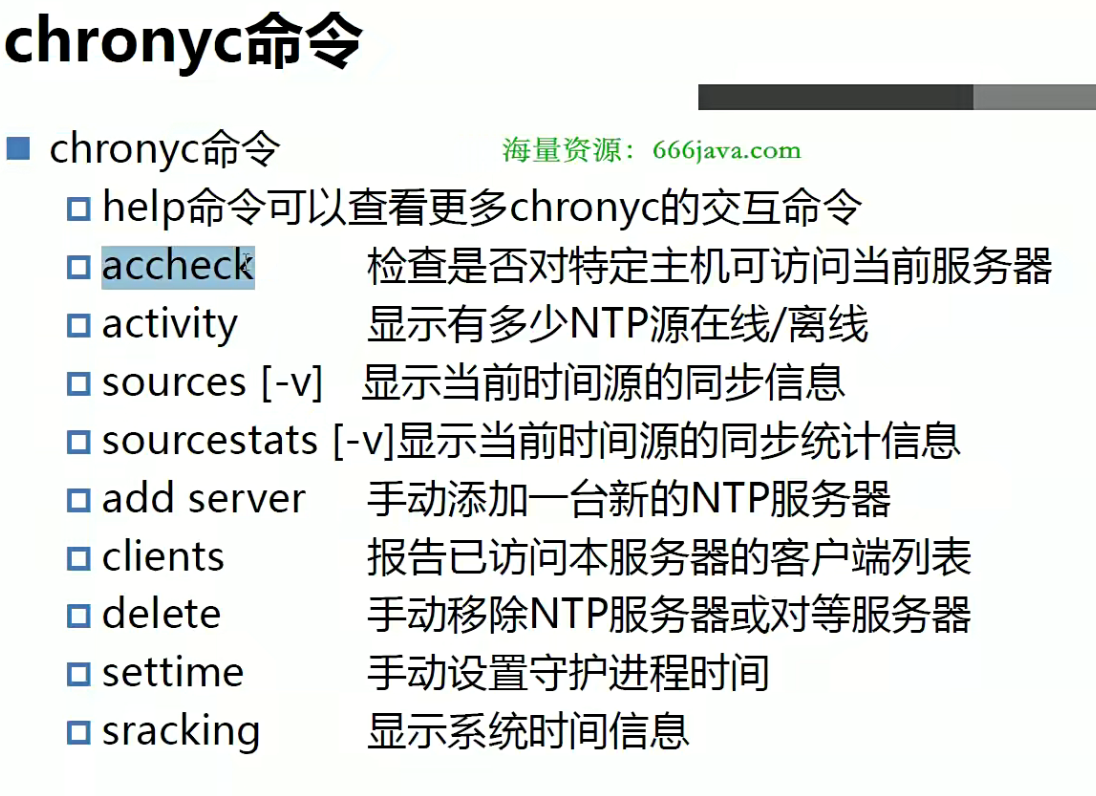 chronyc命令
chronyc命令
海量资源：666java.com
help命令可以查看更多chronyc的交互命令
accheck 检查是否对特定主机可访问当前服务器
activity 显示有多少NTP源在线/离线
sources [-v] 显示当前时间源的同步信息
sourcestats [-v]显示当前时间源的同步统计信息
add server 手动添加一台新的NTP服务器
clients 报告已访问本服务器的客户端列表
delete 手动移除NTP服务器或对等服务器
settime 手动设置守护进程时间
sracking 显示系统时间信息